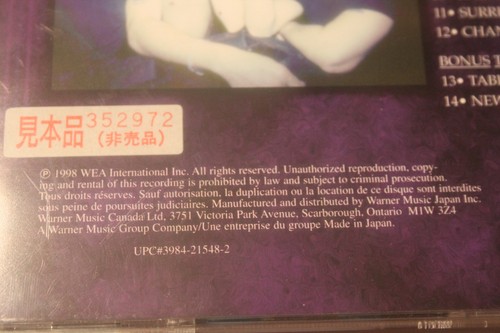 11• SURR
12• CHAN
BONUS T
13• TAB
14• NEW
見本品 352972
(非売品)
℗ 1998 WEA International Inc. All rights reserved. Unauthorized reproduction, copy-
ing and rental of this recording is prohibited by law and subject to criminal prosecution.
Tous droits réserves. Sauf autorisation, la duplication ou la location de ce disque sont interdites
sous peine de poursuites judiciaires. Manufactured and distributed by Warner Music Japan Inc.
Warner Music Canada Ltd, 3751 Victoria Park Avenue, Scarborough, Ontario M1W 3Z4
A Warner Music Group Company/Une entreprise du groupe Made in Japan.
UPC#3984-21548-2